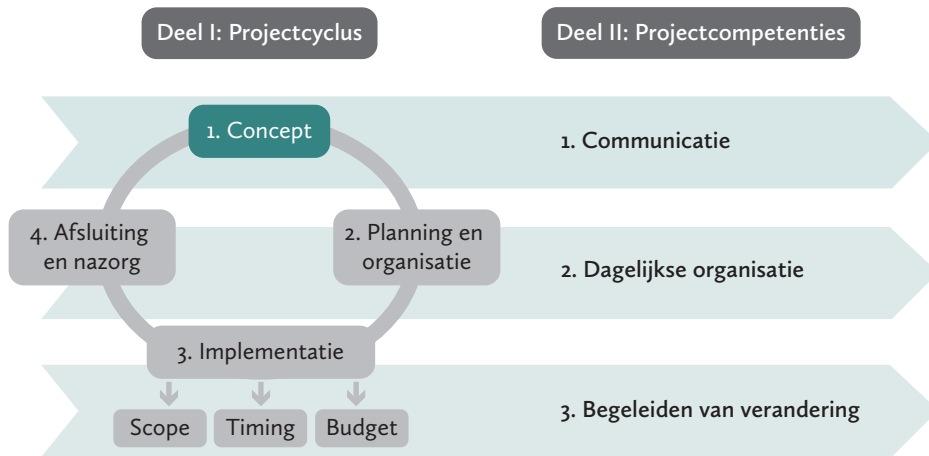 Deel I: Projectcyclus
Deel II: Projectcompetenties
1. Concept
1. Communicatie
4. Afsluiting
en nazorg
2. Planning en
organisatie
2. Dagelijkse organisatie
3. Implementatie
Scope
Timing
Budget
3. Begeleiden van verandering